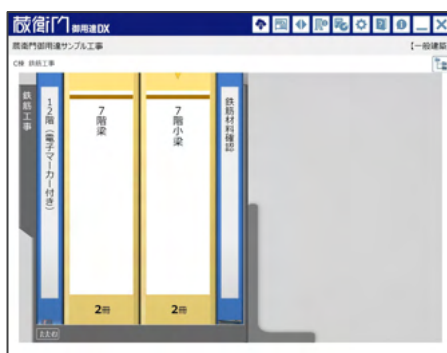 蔵衛門御用達DX
蔵衛門御用達サンプル工事
【一般建築
C棟 鉄筋工事
鉄筋工事
12階(電子マーカー付き)
7階梁
7階小梁
鉄筋材料確認
2冊
2冊